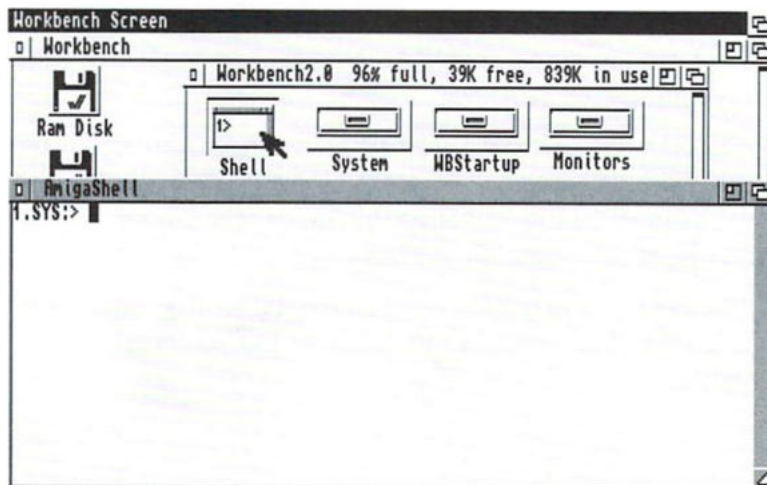 Workbench Screen
Workbench
Workbench2.0 96% full, 39K free, 839K in use
Ram Disk
1>
Shell
System
WBStartup
Monitors
AmigaShell
1.SYS:>